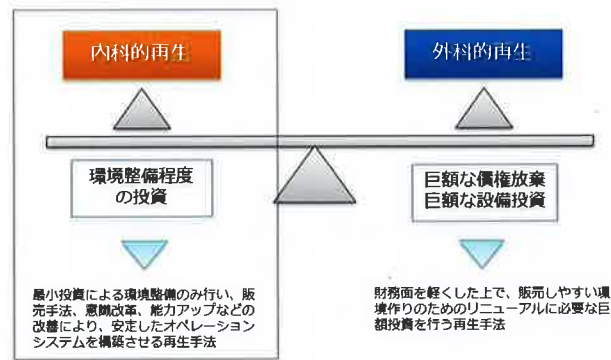 内科的再生
外科的再生
環境整備程度
の投資
巨額な債権放棄
巨額な設備投資
最小投資による環境整備のみ行い、販
売手法、意識改革、能力アップなどの
改善により、安定したオペレーション
システムを構築させる再生手法
財務面を軽くした上で、販売しやすい環
境作りのためのリニューアルに必要な巨
額投資を行う再生手法